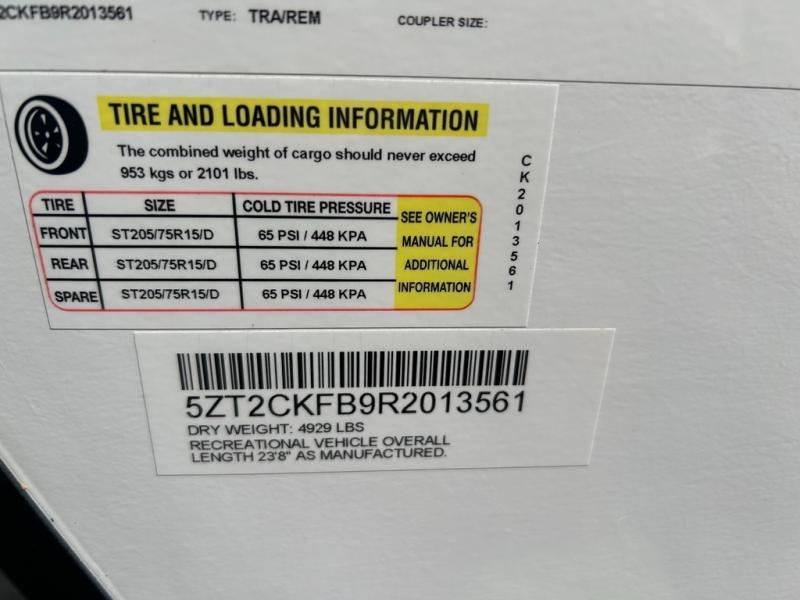 2CKFB9R2013561 TYPE: TRA/REM COUPLER SIZE:
TIRE AND LOADING INFORMATION
The combined weight of cargo should never exceed
953 kgs or 2101 lbs.
TIRE SIZE COLD TIRE PRESSURE
FRONT ST205/75R15/D 65 PSI / 448 KPA
REAR ST205/75R15/D 65 PSI / 448 KPA
SPARE ST205/75R15/D 65 PSI / 448 KPA
SEE OWNER'S
MANUAL FOR
ADDITIONAL
INFORMATION
CK2013561
5ZT2CKFB9R2013561
DRY WEIGHT: 4929 LBS
RECREATIONAL VEHICLE OVERALL
LENGTH 23'8" AS MANUFACTURED.